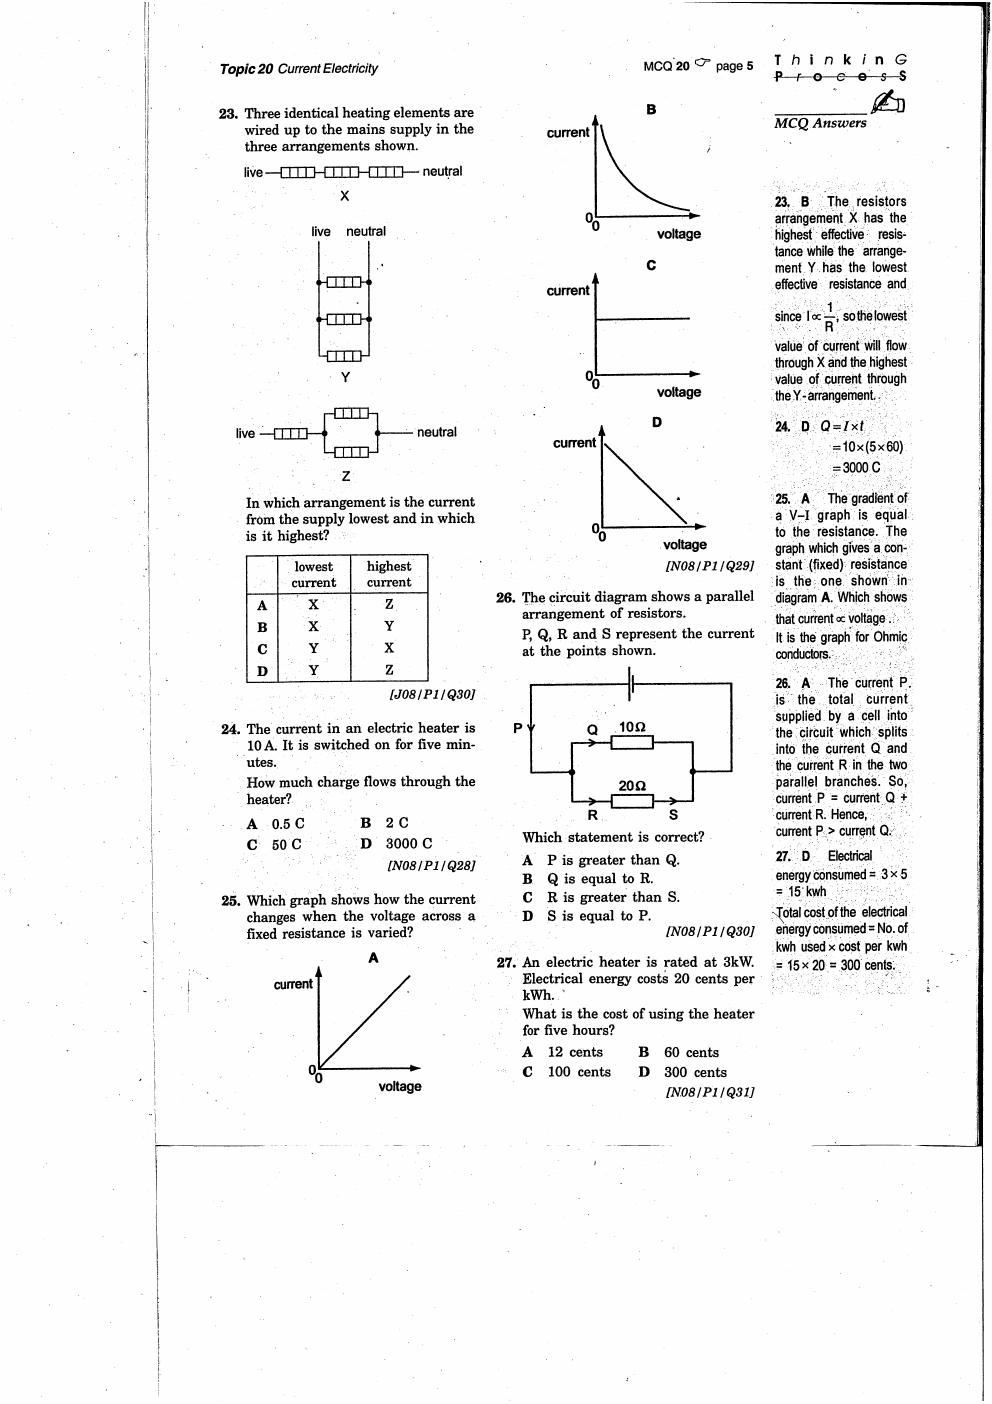 Topic 20 Current Electricity
MCQ 20 ☞ page 5
ThinkinG
ProcesS
MCQ Answers
23. Three identical heating elements are
wired up to the mains supply in the
three arrangements shown.
live
neutral
X
live neutral
Y
live
neutral
Z
In which arrangement is the current
from the supply lowest and in which
is it highest?
lowest current highest current
A X Z
B X Y
C Y X
D Y Z
[J08/P1/Q30]
24. The current in an electric heater is
10 A. It is switched on for five min-
utes.
How much charge flows through the
heater?
A 0.5 C B 2 C
C 50 C D 3000 C
[N08/P1/Q28]
25. Which graph shows how the current
changes when the voltage across a
fixed resistance is varied?
A
current
0
0
voltage
B
current
0
0
voltage
C
current
0
0
voltage
D
current
0
0
voltage
[N08/P1/Q29]
26. The circuit diagram shows a parallel
arrangement of resistors.
P, Q, R and S represent the current
at the points shown.
P
Q 10Ω
20Ω
R S
Which statement is correct?
A P is greater than Q.
B Q is equal to R.
C R is greater than S.
D S is equal to P.
[N08/P1/Q30]
27. An electric heater is rated at 3kW.
Electrical energy costs 20 cents per
kWh.
What is the cost of using the heater
for five hours?
A 12 cents B 60 cents
C 100 cents D 300 cents
[N08/P1/Q31]
23. B The resistors
arrangement X has the
highest effective resis-
tance while the arrange-
ment Y has the lowest
effective resistance and
since I ∝ 1/R, so the lowest
value of current will flow
through X and the highest
value of current through
the Y-arrangement.
24. D Q = I × t
= 10 × (5 × 60)
= 3000 C
25. A The gradient of
a V–I graph is equal
to the resistance. The
graph which gives a con-
stant (fixed) resistance
is the one shown in
diagram A. Which shows
that current ∝ voltage.
It is the graph for Ohmic
conductors.
26. A The current P
is the total current
supplied by a cell into
the circuit which splits
into the current Q and
the current R in the two
parallel branches. So,
current P = current Q +
current R. Hence,
current P > current Q.
27. D Electrical
energy consumed = 3 × 5
= 15 kwh
Total cost of the electrical
energy consumed = No. of
kwh used × cost per kwh
= 15 × 20 = 300 cents.